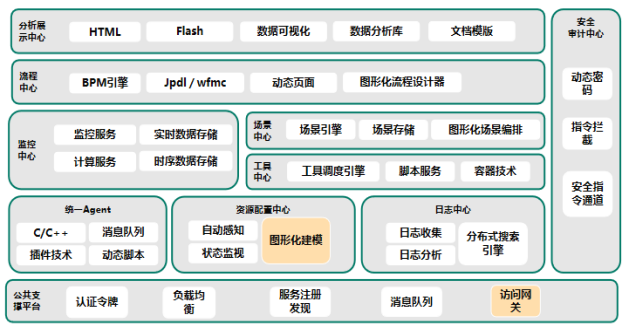 分析展
示中心
HTML
Flash
数据可视化
数据分析库
文档模版
流程
中心
BPM引擎
Jpdl / wfmc
动态页面
图形化流程设计器
监控
中心
监控服务
实时数据存储
计算服务
时序数据存储
场景
中心
场景引擎
场景存储
图形化场景编排
工具
中心
工具调度引擎
脚本服务
容器技术
统一Agent
C/C++
消息队列
插件技术
动态脚本
资源配置中心
自动感知
状态监视
图形化建模
日志中心
日志收集
日志分析
分布式搜索
引擎
安全
审计中心
动态密
码
指令拦
截
安全指
令通道
公共支
撑平台
认证令牌
负载均
衡
服务注册
发现
消息队列
访问网
关